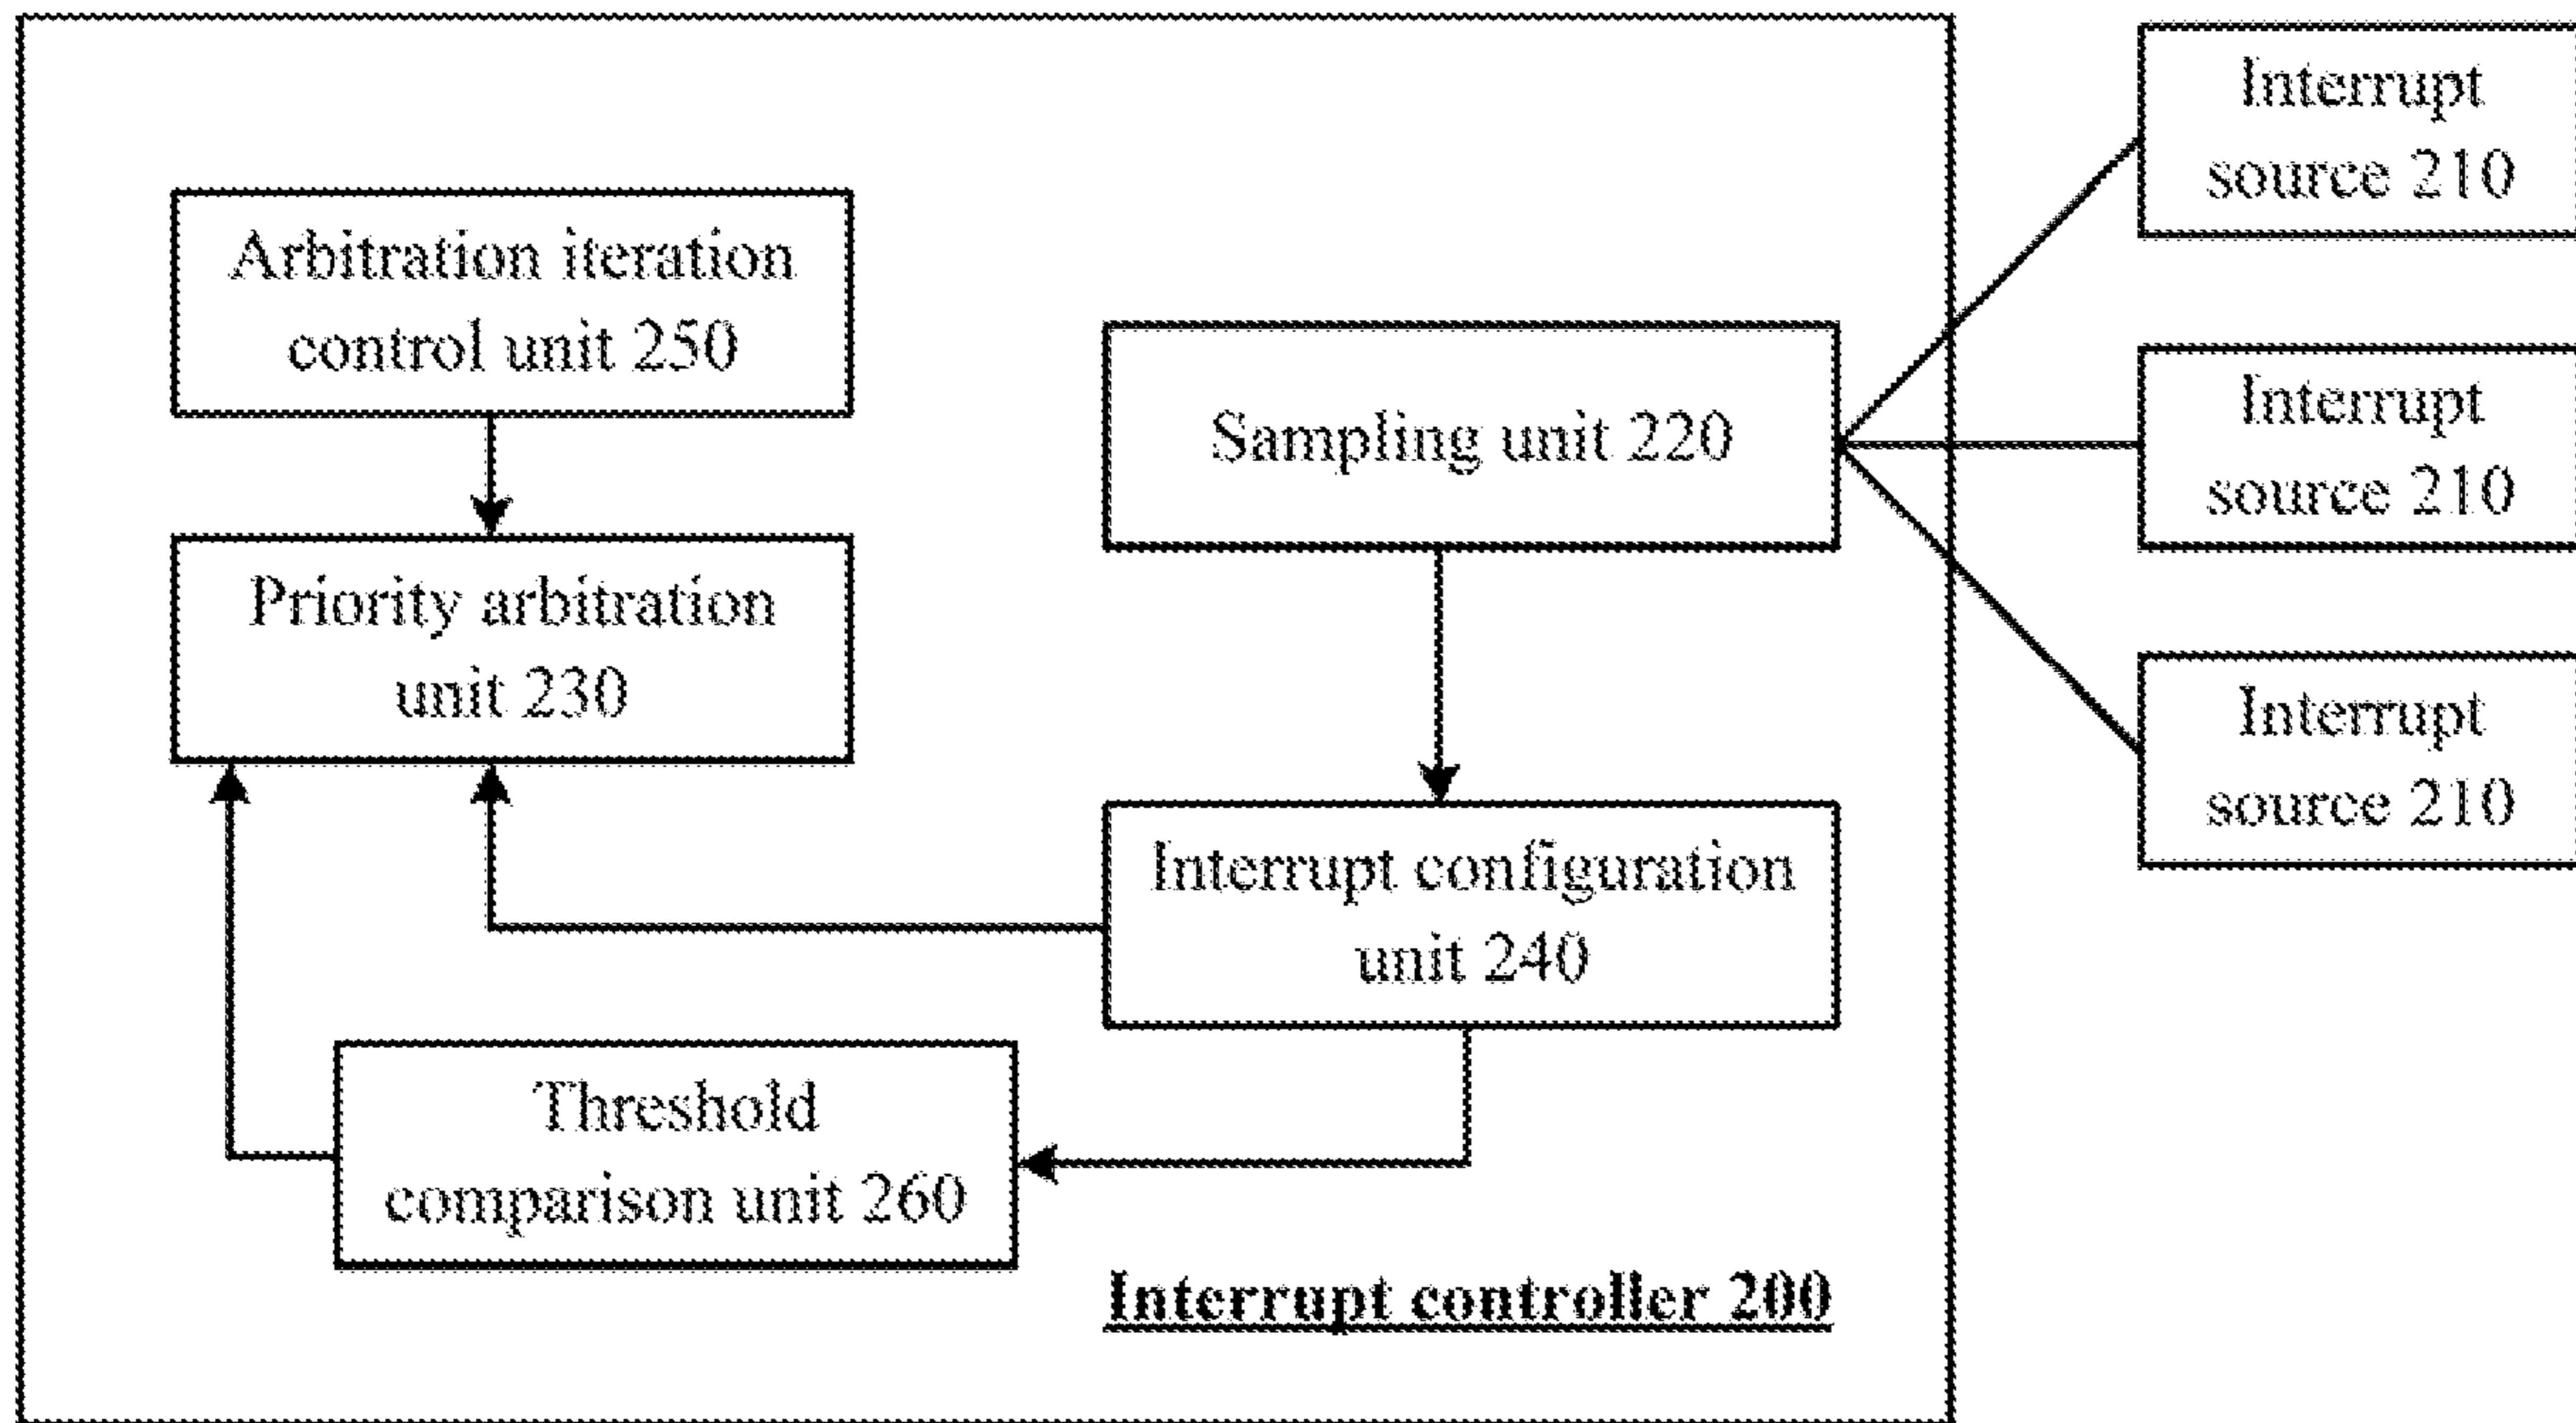 Arbitration iteration
control unit 250
Priority arbitration
unit 230
Threshold
comparison unit 260
Sampling unit 220
Interrupt configuration
unit 240
Interrupt controller 200
Interrupt
source 210
Interrupt
source 210
Interrupt
source 210